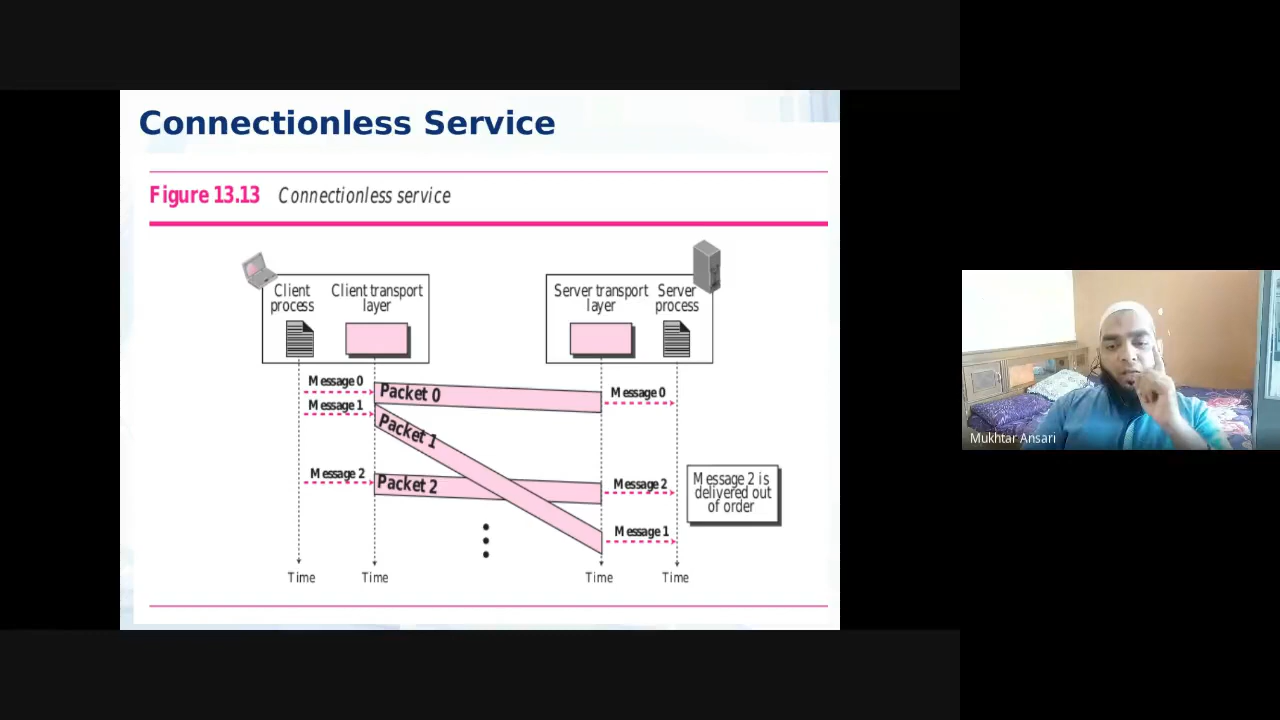 Connectionless Service
Figure 13.13 Connectionless service
Client process
Client transport layer
Server transport layer
Server process
Message 0
Packet 0
Message 0
Message 1
Packet 1
Message 2
Packet 2
Message 2
Message 1
Message 2 is
delivered out
of order
Time
Time
Time
Time
Mukhtar Ansari